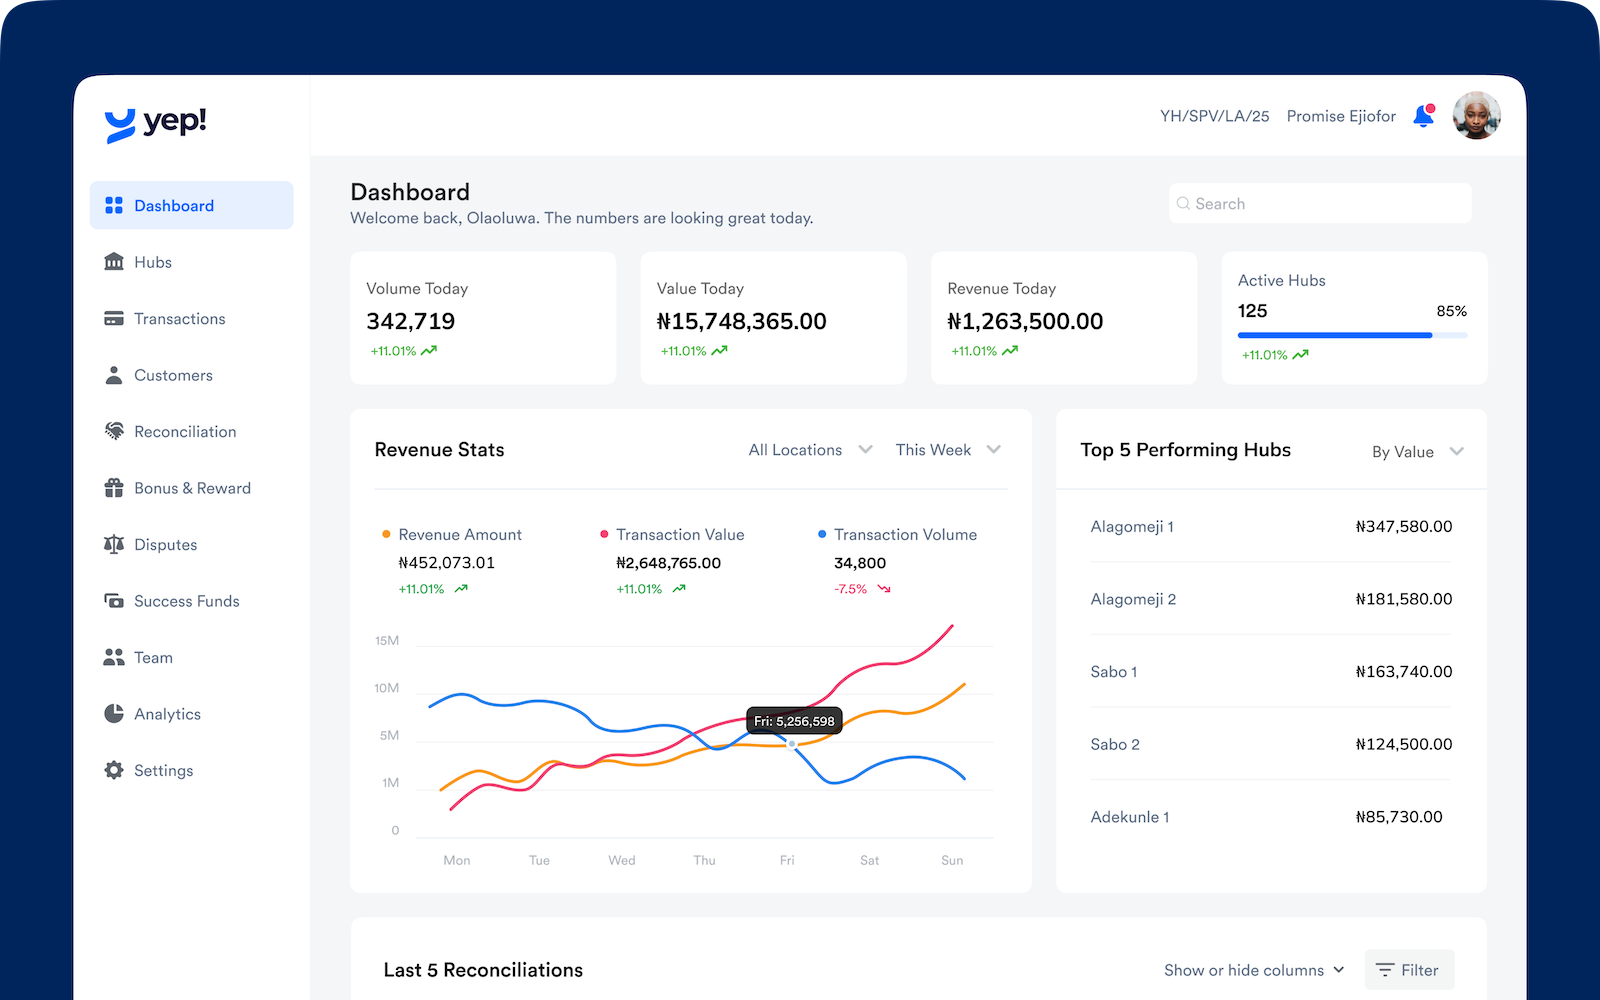 yep!
YH/SPV/LA/25 Promise Ejiofor
Dashboard
Hubs
Transactions
Customers
Reconciliation
Bonus & Reward
Disputes
Success Funds
Team
Analytics
Settings
Dashboard
Welcome back, Olaoluwa. The numbers are looking great today.
Search
Volume Today
342,719
+11.01%
Value Today
₦15,748,365.00
+11.01%
Revenue Today
₦1,263,500.00
+11.01%
Active Hubs
125 85%
+11.01%
Revenue Stats All Locations This Week
Revenue Amount
₦452,073.01
+11.01%
Transaction Value
₦2,648,765.00
+11.01%
Transaction Volume
34,800
-7.5%
15M
10M
5M
1M
0
Fri: 5,256,598
Mon Tue Wed Thu Fri Sat Sun
Top 5 Performing Hubs By Value
Alagomeji 1 ₦347,580.00
Alagomeji 2 ₦181,580.00
Sabo 1 ₦163,740.00
Sabo 2 ₦124,500.00
Adekunle 1 ₦85,730.00
Last 5 Reconciliations Show or hide columns Filter